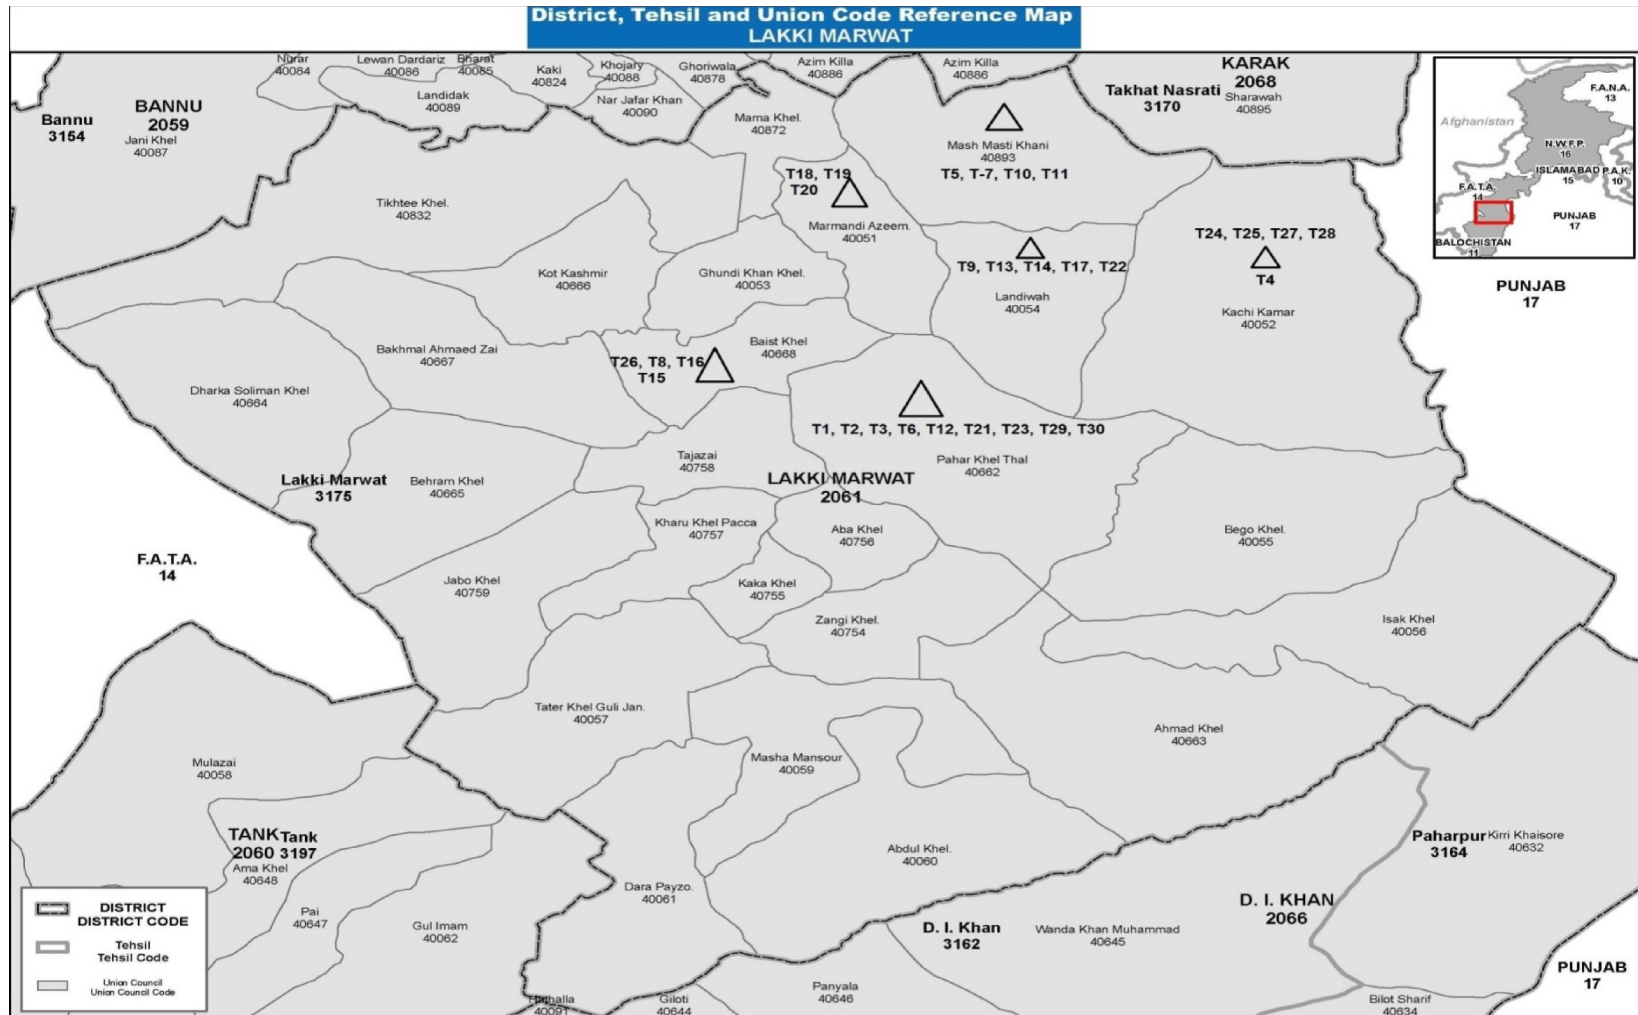 District, Tehsil and Union Code Reference Map
LAKKI MARWAT
Nurar
40084
Lewan Dardariz
40086
Bharat
40085
Kaki
40824
Khojary
40088
Ghoriwala
40878
Azim Killa
40886
Azim Killa
40886
KARAK
2068
Takhat Nasrati
3170
Sharawah
40895
BANNU
2059
Bannu
3154
Jani Khel
40087
Landidak
40089
Nar Jafar Khan
40090
Mama Khel.
40872
Mash Masti Khani
40893
T5, T-7, T10, T11
F.A.N.A.
13
Afghanistan
N.W.F.P.
16
ISLAMABAD
15
P.A.K.
10
F.A.T.A.
14
PUNJAB
17
BALOCHISTAN
11
Tikhtee Khel.
40832
T18, T19
T20
Marmandi Azeem.
40051
T24, T25, T27, T28
T4
Kachi Kamar
40052
T9, T13, T14, T17, T22
Landiwah
40054
Kot Kashmir
40666
Ghundi Khan Khel.
40053
PUNJAB
17
Bakhmal Ahmaed Zai
40667
Baist Khel
40668
T26, T8, T16
T15
Dharka Soliman Khel
40664
T1, T2, T3, T6, T12, T21, T23, T29, T30
Pahar Khel Thal
40662
Tajazai
40758
LAKKI MARWAT
2061
Lakki Marwat
3175
Behram Khel
40665
Kharu Khel Pacca
40757
Aba Khel
40756
Bego Khel.
40055
F.A.T.A.
14
Jabo Khel
40759
Kaka Khel
40755
Zangi Khel.
40754
Isak Khel
40056
Tater Khel Guli Jan.
40057
Ahmad Khel
40663
Mulazai
40058
Masha Mansour
40059
TANK
2060
Tank
3197
Ama Khel
40648
Abdul Khel.
40060
Paharpur
3164
Kirri Khaisore
40632
Dara Payzo.
40061
Pai
40647
Gul Imam
40062
D. I. Khan
3162
Wanda Khan Muhammad
40645
D. I. KHAN
2066
PUNJAB
17
Panyala
40646
Giloti
40644
40091
Bilot Sharif
40634
DISTRICT
DISTRICT CODE
Tehsil
Tehsil Code
Union Council
Union Council Code